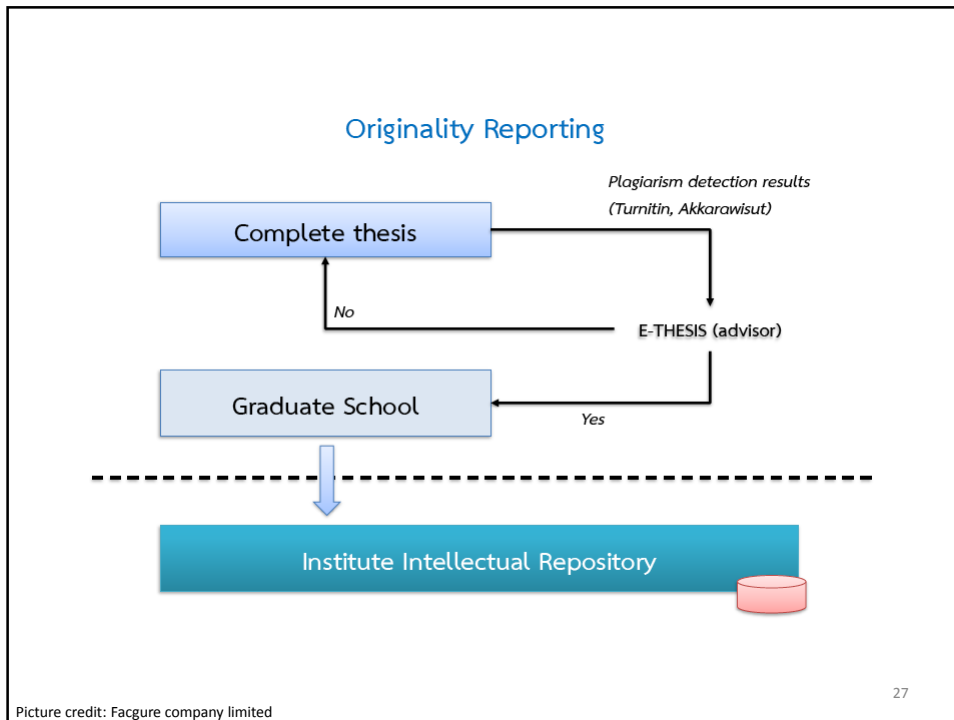 Originality Reporting
Plagiarism detection results
(Turnitin, Akkarawisut)
Complete thesis
No
E-THESIS (advisor)
Graduate School
Yes
Institute Intellectual Repository
27
Picture credit: Facgure company limited